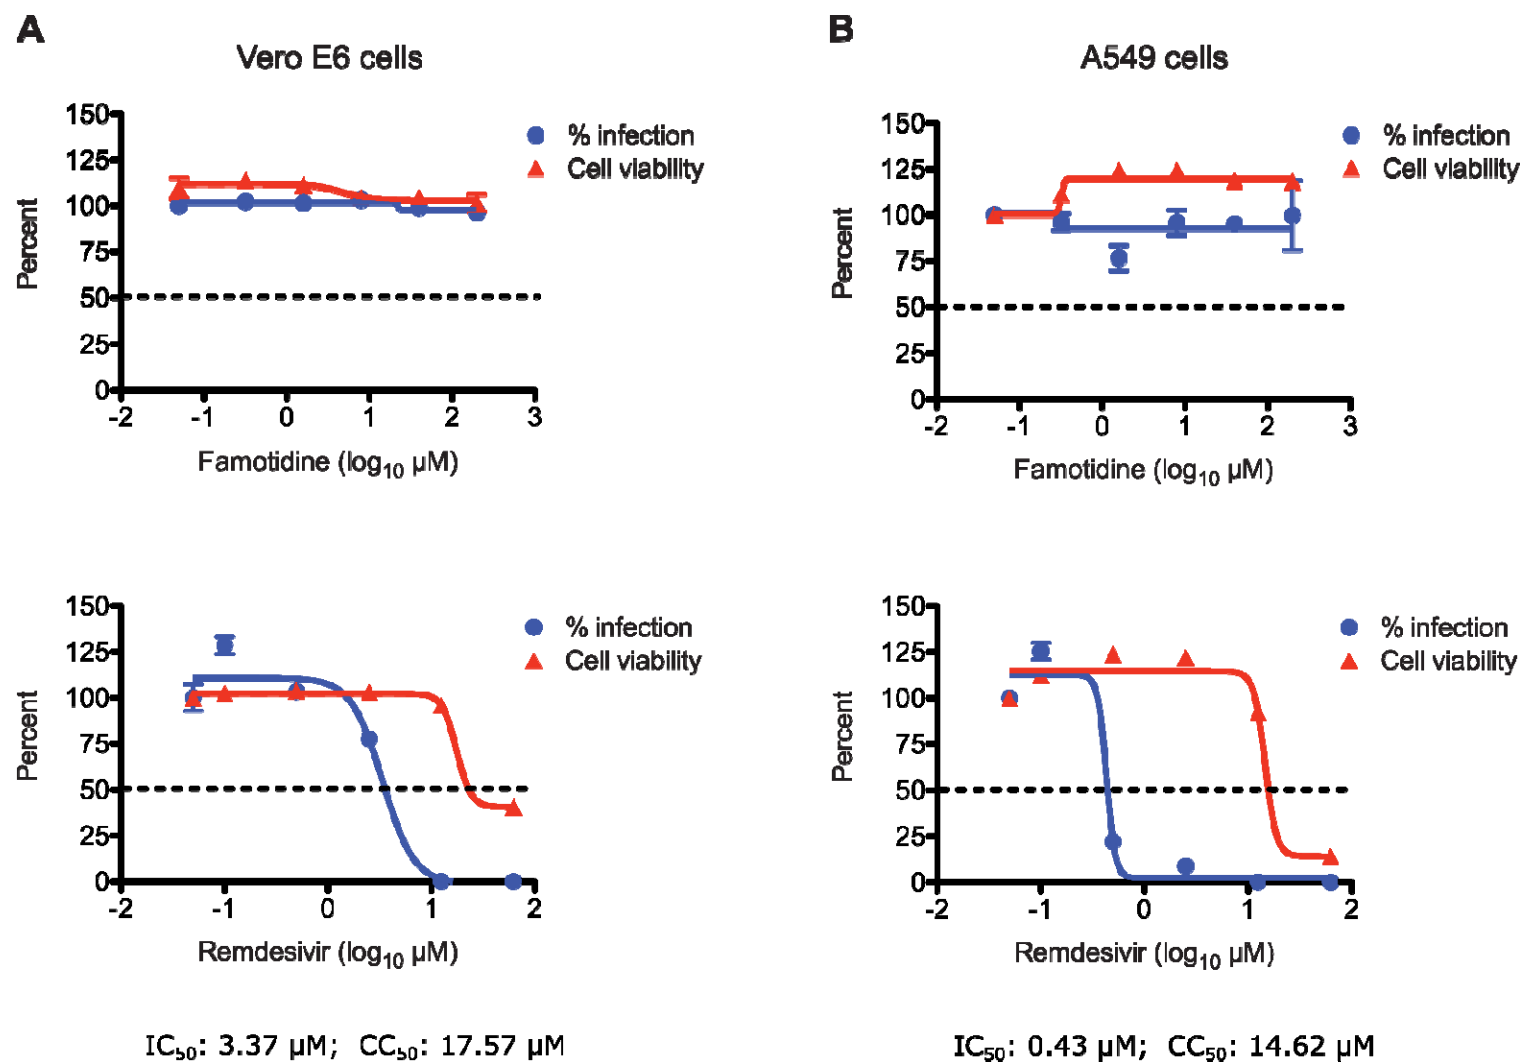 A
Vero E6 cells
150
125
100
75
50
25
0
Percent
-2 -1 0 1 2 3
Famotidine (log₁₀ µM)
% infection
Cell viability
B
A549 cells
150
125
100
75
50
25
0
Percent
-2 -1 0 1 2 3
Famotidine (log₁₀ µM)
% infection
Cell viability
150
125
100
75
50
25
0
Percent
-2 -1 0 1 2
Remdesivir (log₁₀ µM)
% infection
Cell viability
IC₅₀: 3.37 µM; CC₅₀: 17.57 µM
150
125
100
75
50
25
0
Percent
-2 -1 0 1 2
Remdesivir (log₁₀ µM)
% infection
Cell viability
IC₅₀: 0.43 µM; CC₅₀: 14.62 µM